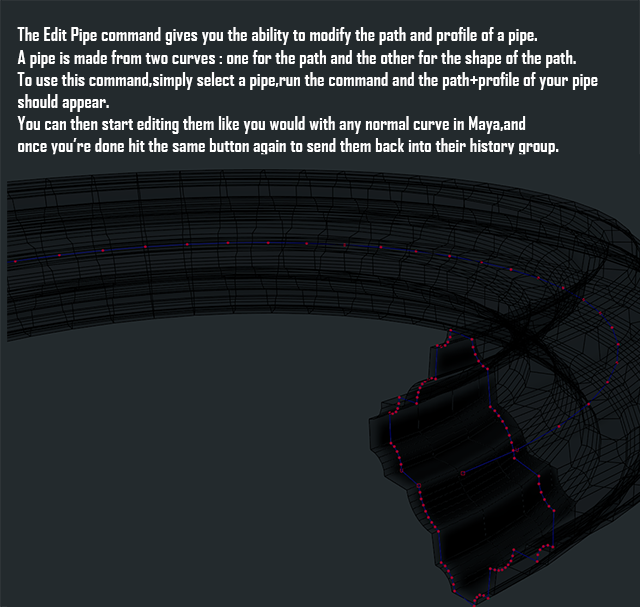 The Edit Pipe command gives you the ability to modify the path and profile of a pipe.
A pipe is made from two curves : one for the path and the other for the shape of the path.
To use this command,simply select a pipe,run the command and the path+profile of your pipe
should appear.
You can then start editing them like you would with any normal curve in Maya,and
once you're done hit the same button again to send them back into their history group.